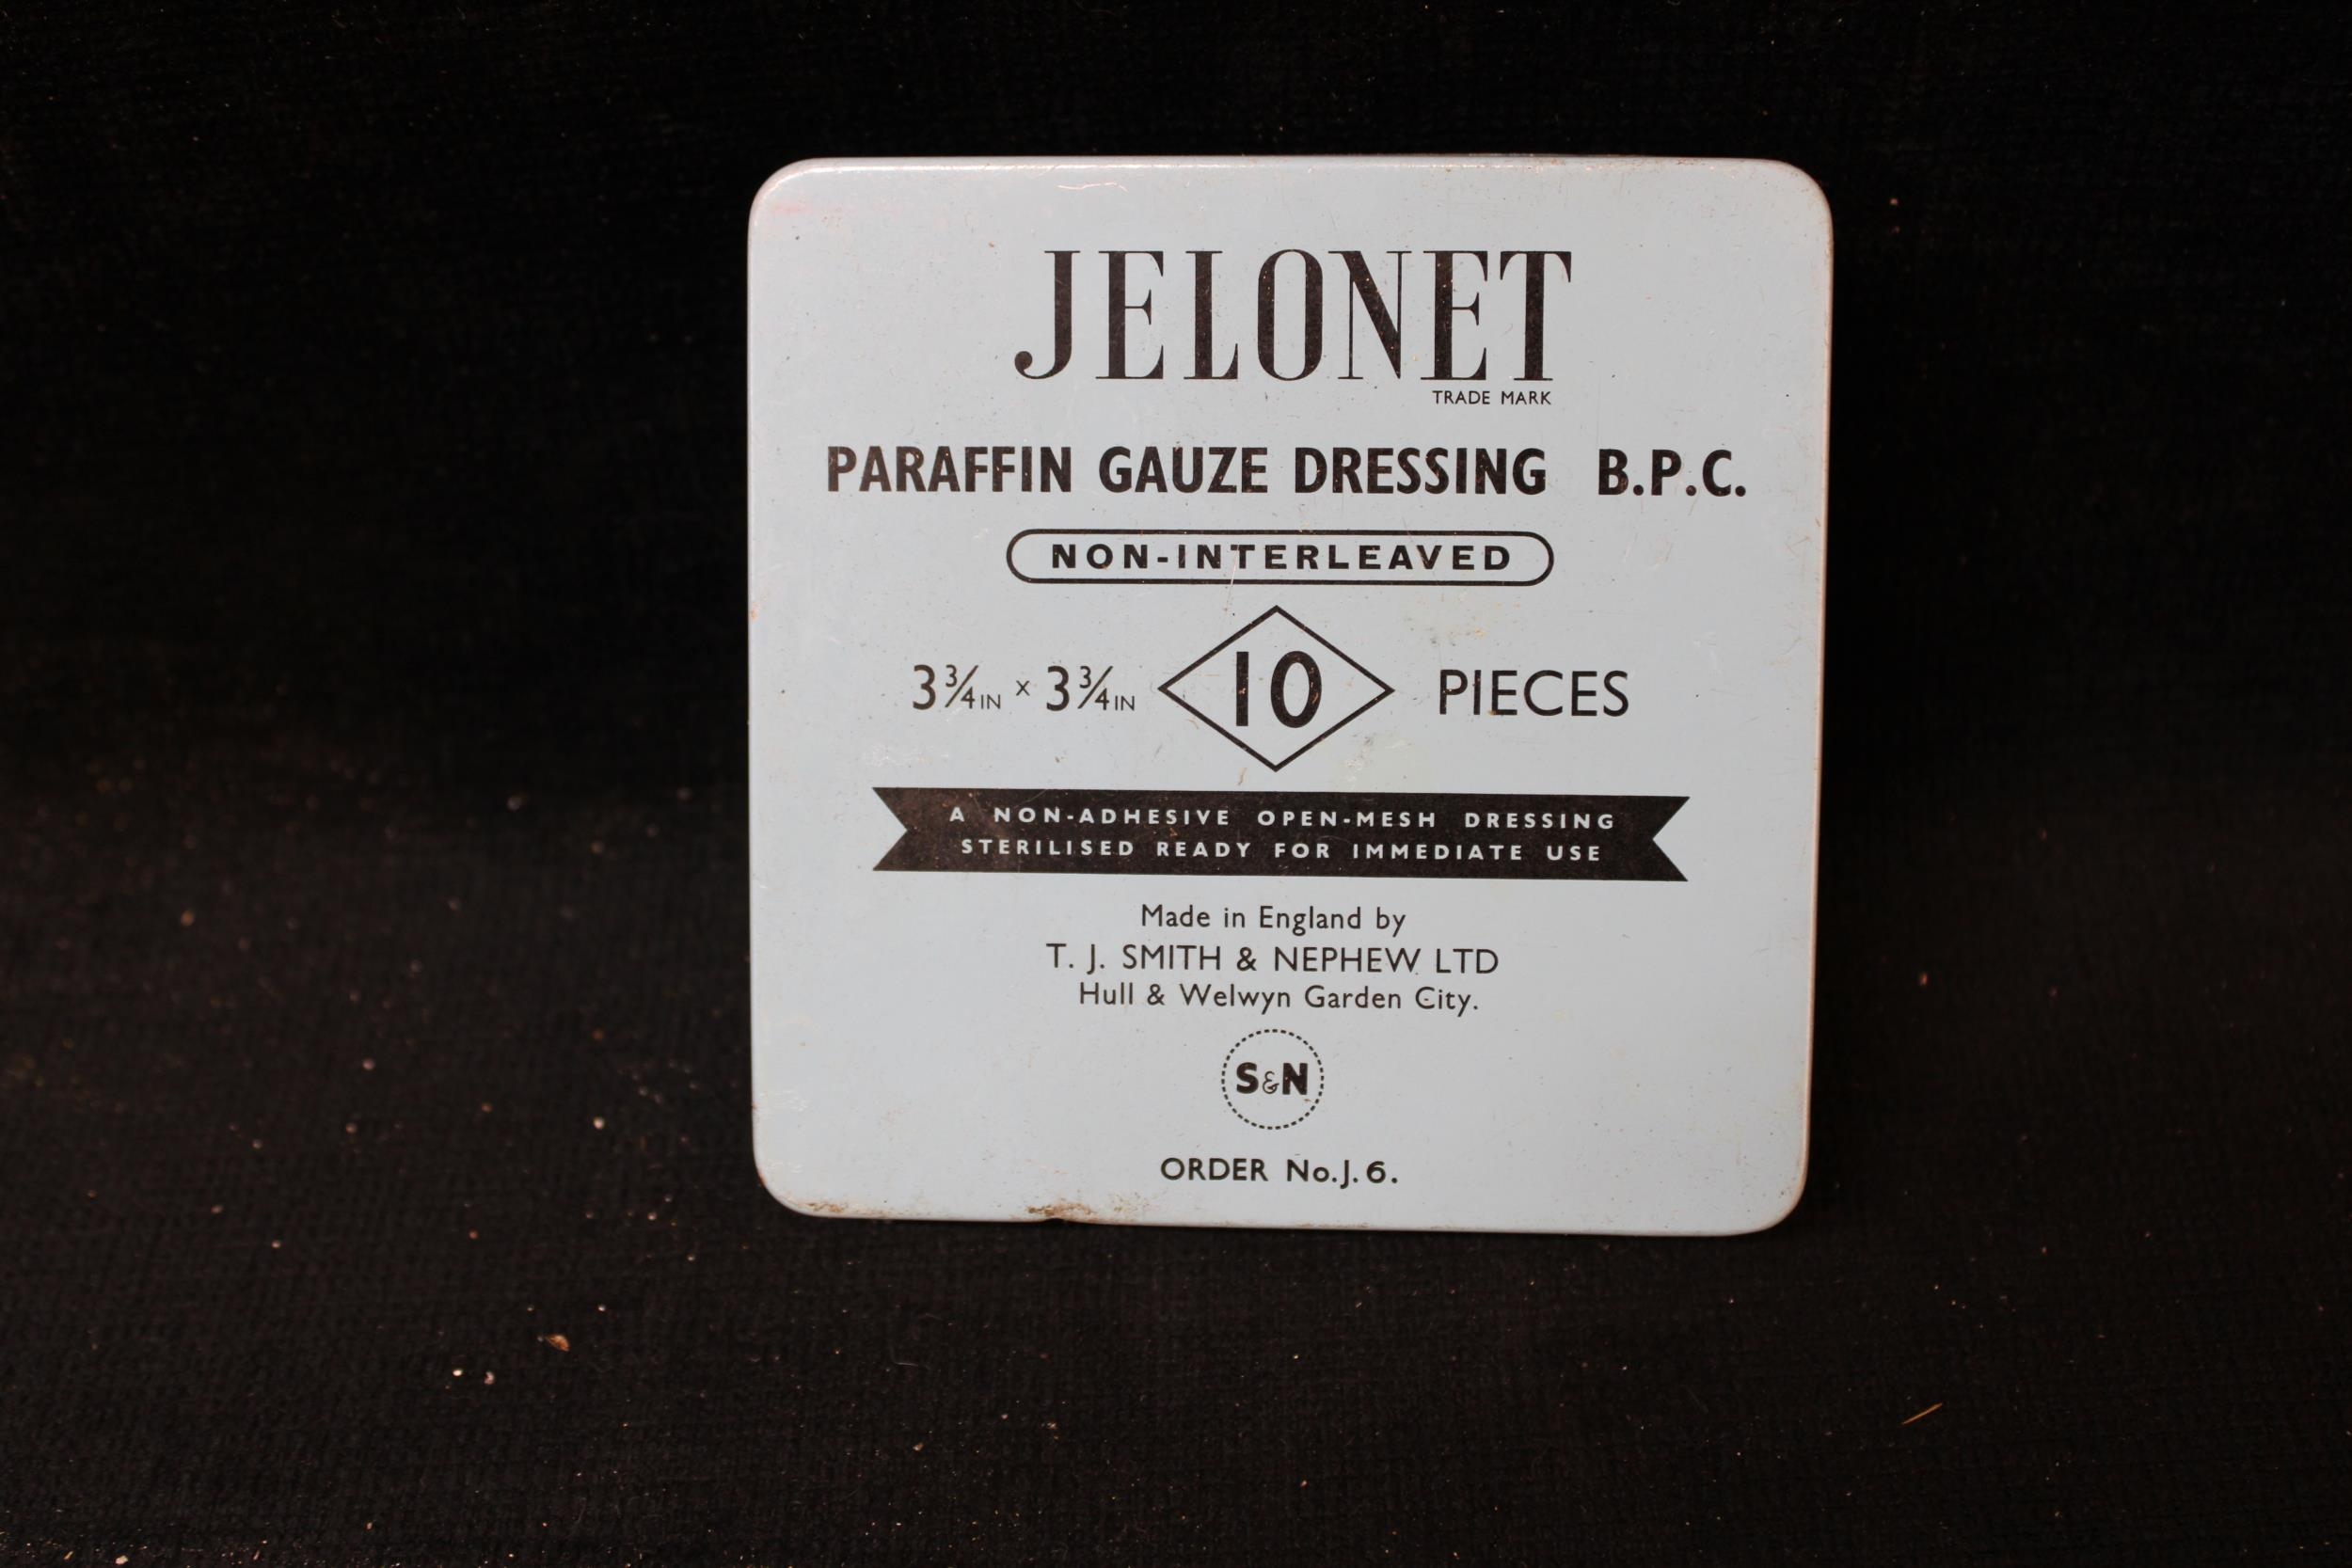 JELONET
TRADE MARK
PARAFFIN GAUZE DRESSING B.P.C.
NON-INTERLEAVED
3¾IN × 3¾IN 10 PIECES
A NON-ADHESIVE OPEN-MESH DRESSING
STERILISED READY FOR IMMEDIATE USE
Made in England by
T. J. SMITH & NEPHEW LTD
Hull & Welwyn Garden City.
S&N
ORDER No. J. 6.